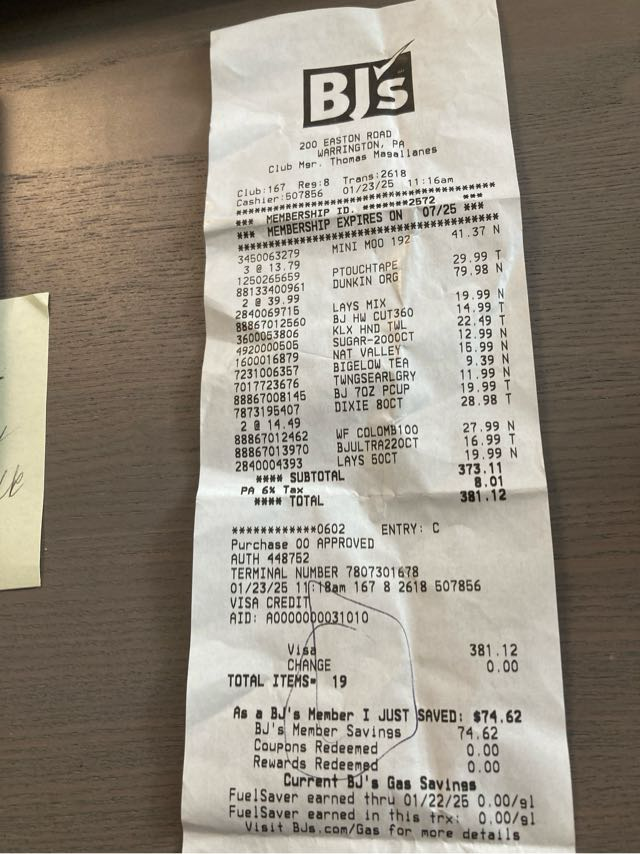 BJ's
200 EASTON ROAD
WARRINGTON, PA
Club Mgr. Thomas Magallanes
Club:167 Reg:8 Trans:2618
Cashier:507856 01/23/25 11:16am
***********************************
*** MEMBERSHIP ID. *******2572 ***
*** MEMBERSHIP EXPIRES ON 07/25 ***
***********************************
3450063279 MINI MOO 192 41.37 N
3 @ 13.79
1250265659 PTOUCHTAPE 29.99 T
88133400961 DUNKIN ORG 79.98 N
2 @ 39.99
2840069715 LAYS MIX 19.99 N
88867012560 BJ HW CUT360 14.99 T
3600053806 KLX HND TWL 22.49 T
4920000505 SUGAR-2000CT 12.99 N
1600016879 NAT VALLEY 15.99 N
7231006357 BIGELOW TEA 9.39 N
7017723676 TWNGSEARLGRY 11.99 N
88867008145 BJ 7OZ PCUP 19.99 T
7873195407 DIXIE 80CT 28.98 T
2 @ 14.49
88867012462 WF COLOMB100 27.99 N
88867013970 BJULTRA220CT 16.99 T
2840004393 LAYS 50CT 19.99 N
**** SUBTOTAL 373.11
PA 6% Tax 8.01
**** TOTAL 381.12
************0602 ENTRY: C
Purchase 00 APPROVED
AUTH 448752
TERMINAL NUMBER 7807301678
01/23/25 11:18am 167 8 2618 507856
VISA CREDIT
AID: A0000000031010
Visa 381.12
CHANGE 0.00
TOTAL ITEMS= 19
As a BJ's Member I JUST SAVED: $74.62
BJ's Member Savings 74.62
Coupons Redeemed 0.00
Rewards Redeemed 0.00
Current BJ's Gas Savings
FuelSaver earned thru 01/22/25 0.00/gl
FuelSaver earned in this trx: 0.00/gl
Visit BJs.com/Gas for more details